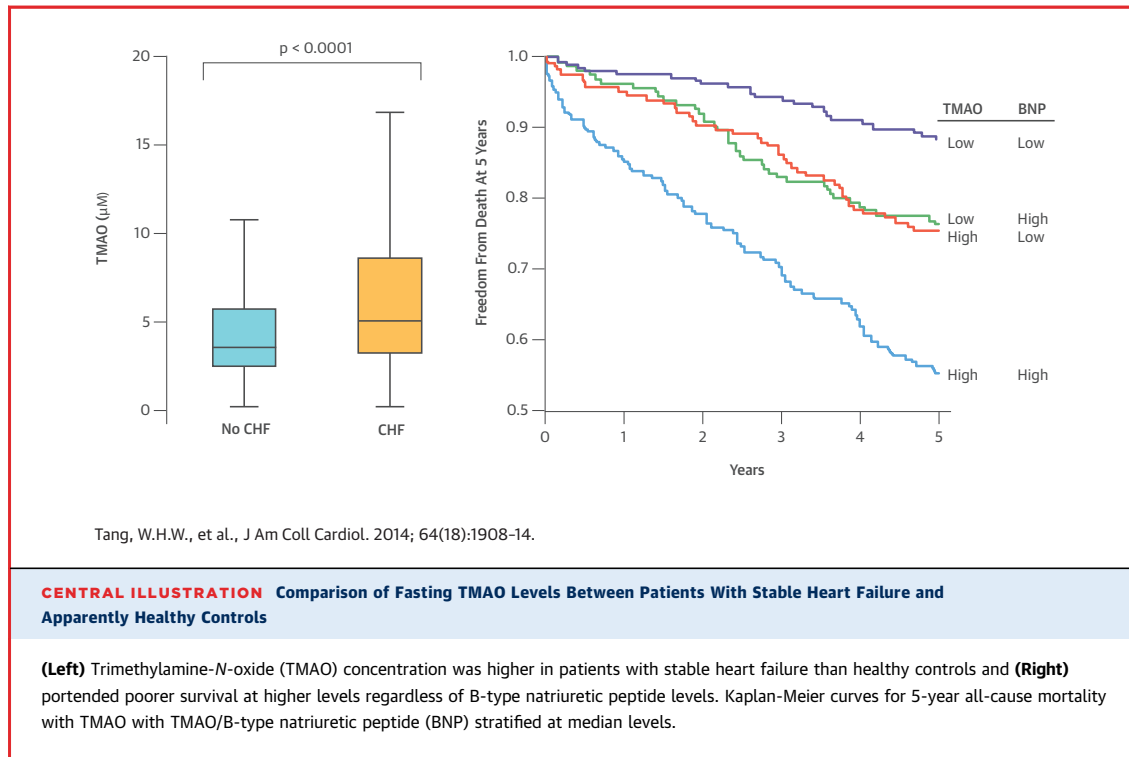 p < 0.0001
20
15
10
5
0
TMAO (μM)
No CHF
CHF
1.0
0.9
0.8
0.7
0.6
0.5
Freedom From Death At 5 Years
0
1
2
3
4
5
Years
TMAO BNP
Low Low
Low High
High Low
High High
Tang, W.H.W., et al., J Am Coll Cardiol. 2014; 64(18):1908–14.
CENTRAL ILLUSTRATION Comparison of Fasting TMAO Levels Between Patients With Stable Heart Failure and
Apparently Healthy Controls
(Left) Trimethylamine-N-oxide (TMAO) concentration was higher in patients with stable heart failure than healthy controls and (Right)
portended poorer survival at higher levels regardless of B-type natriuretic peptide levels. Kaplan-Meier curves for 5-year all-cause mortality
with TMAO with TMAO/B-type natriuretic peptide (BNP) stratified at median levels.